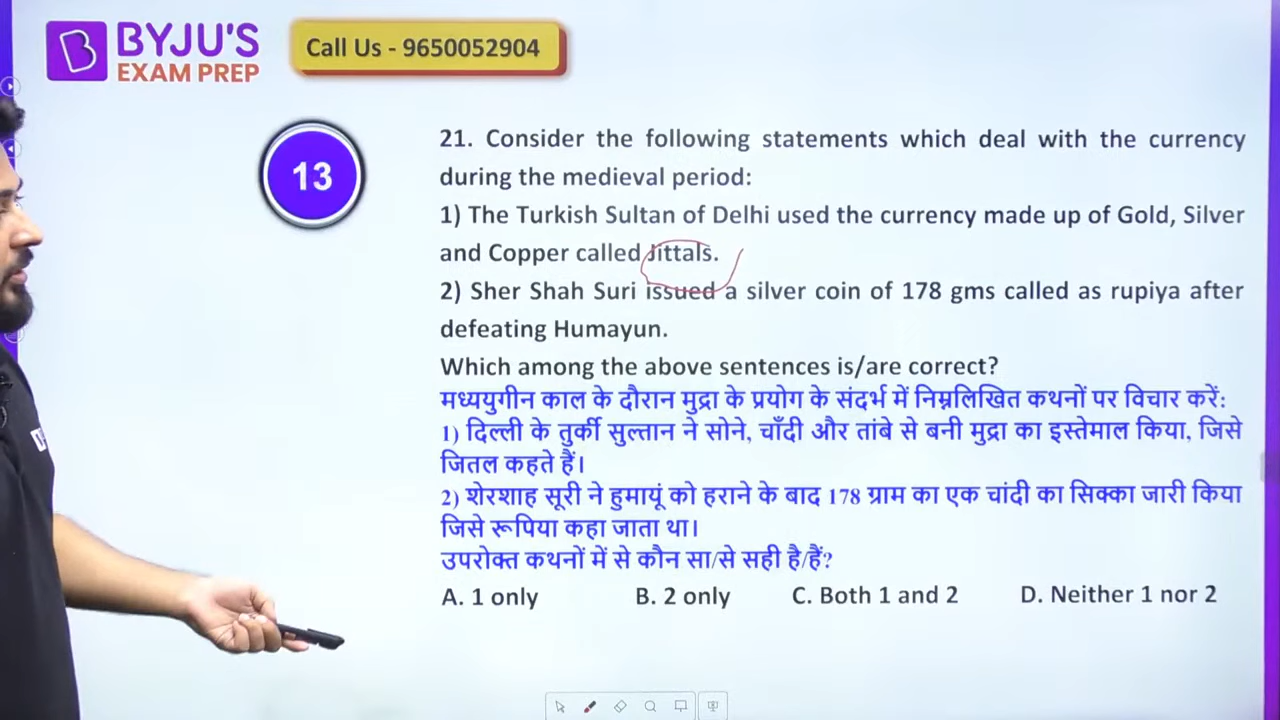 BYJU'S
EXAM PREP
Call Us - 9650052904
13
21. Consider the following statements which deal with the currency
during the medieval period:
1) The Turkish Sultan of Delhi used the currency made up of Gold, Silver
and Copper called Jittals.
2) Sher Shah Suri issued a silver coin of 178 gms called as rupiya after
defeating Humayun.
Which among the above sentences is/are correct?
मध्ययुगीन काल के दौरान मुद्रा के प्रयोग के संदर्भ में निम्नलिखित कथनों पर विचार करें:
1) दिल्ली के तुर्की सुल्तान ने सोने, चाँदी और तांबे से बनी मुद्रा का इस्तेमाल किया, जिसे
जितल कहते हैं।
2) शेरशाह सूरी ने हुमायूं को हराने के बाद 178 ग्राम का एक चांदी का सिक्का जारी किया
जिसे रूपिया कहा जाता था।
उपरोक्त कथनों में से कौन सा/से सही है/हैं?
A. 1 only B. 2 only C. Both 1 and 2 D. Neither 1 nor 2